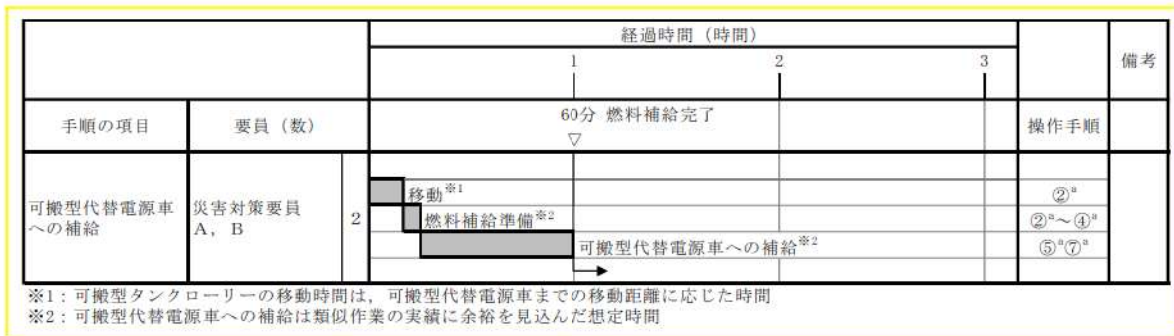 経過時間（時間）
備考
1 2 3
手順の項目 要員（数） 60分 燃料補給完了 操作手順
▽
可搬型代替電源車
への補給
災害対策要員
A，B
2
移動※1 ②ａ
燃料補給準備※2 ②ａ～④ａ
可搬型代替電源車への補給※2 ⑤ａ⑦ａ
※1：可搬型タンクローリーの移動時間は，可搬型代替電源車までの移動距離に応じた時間
※2：可搬型代替電源車への補給は類似作業の実績に余裕を見込んだ想定時間